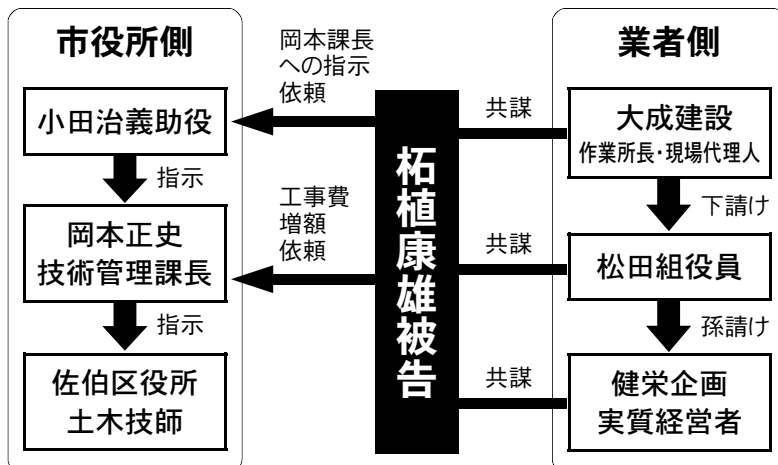 市役所側
小田治義助役
指示
岡本正史
技術管理課長
指示
佐伯区役所
土木技師
岡本課長
への指示
依頼
工事費
増額
依頼
柘植康雄被告
共謀
共謀
共謀
業者側
大成建設
作業所長・現場代理人
下請け
松田組役員
孫請け
健栄企画
実質経営者